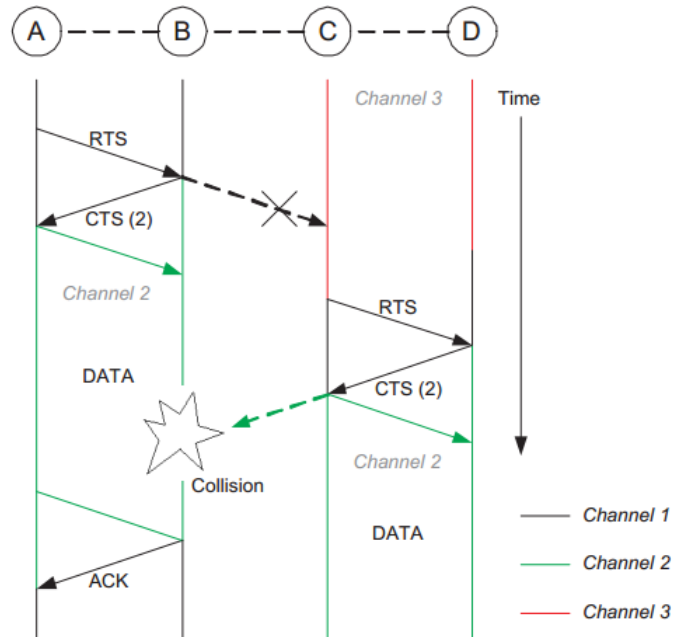 A
B
C
D
Channel 3
Time
RTS
CTS (2)
Channel 2
RTS
DATA
CTS (2)
Channel 2
Collision
DATA
Channel 1
Channel 2
ACK
Channel 3